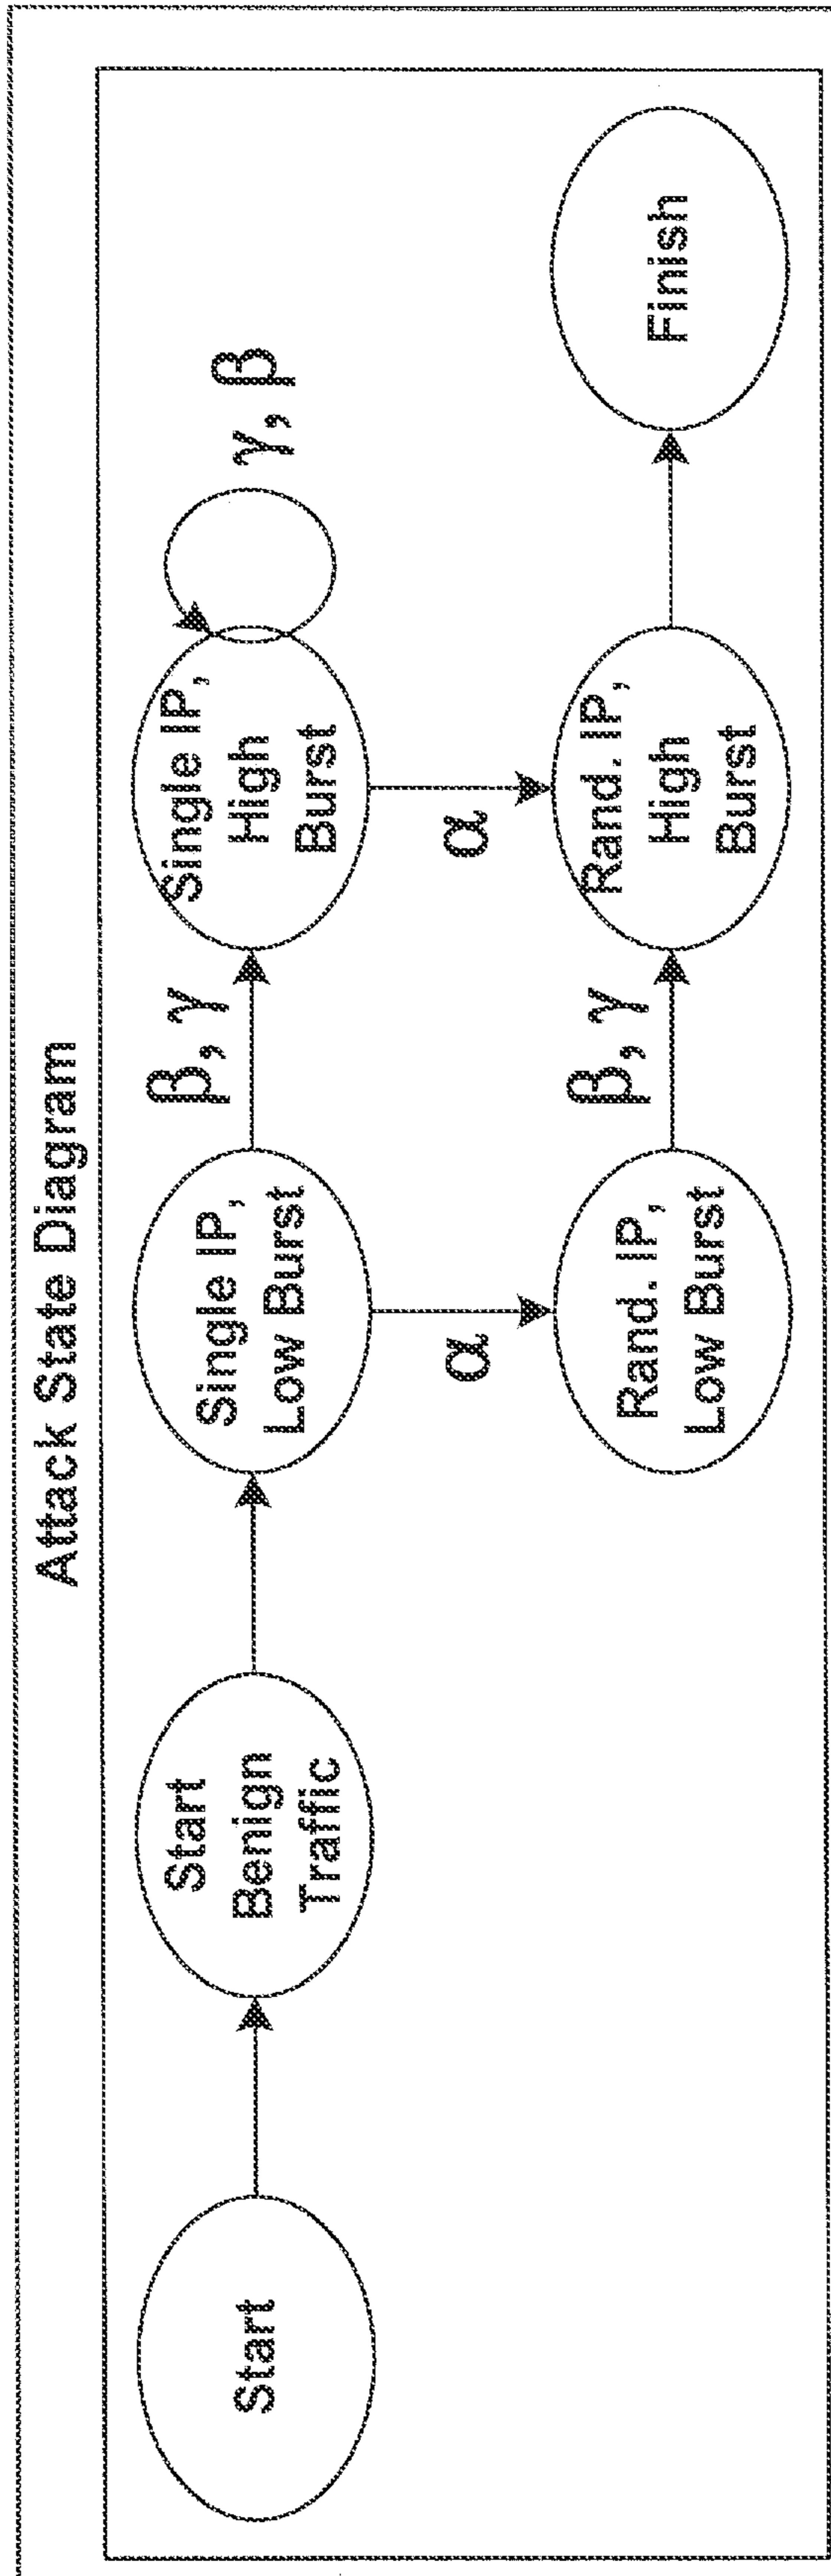 Attack State Diagram
Start
Start
Benign
Traffic
Single IP,
Low Burst
β, γ
Single IP,
High
Burst
γ, β
α
α
Rand. IP,
Low Burst
β, γ
Rand. IP,
High
Burst
Finish